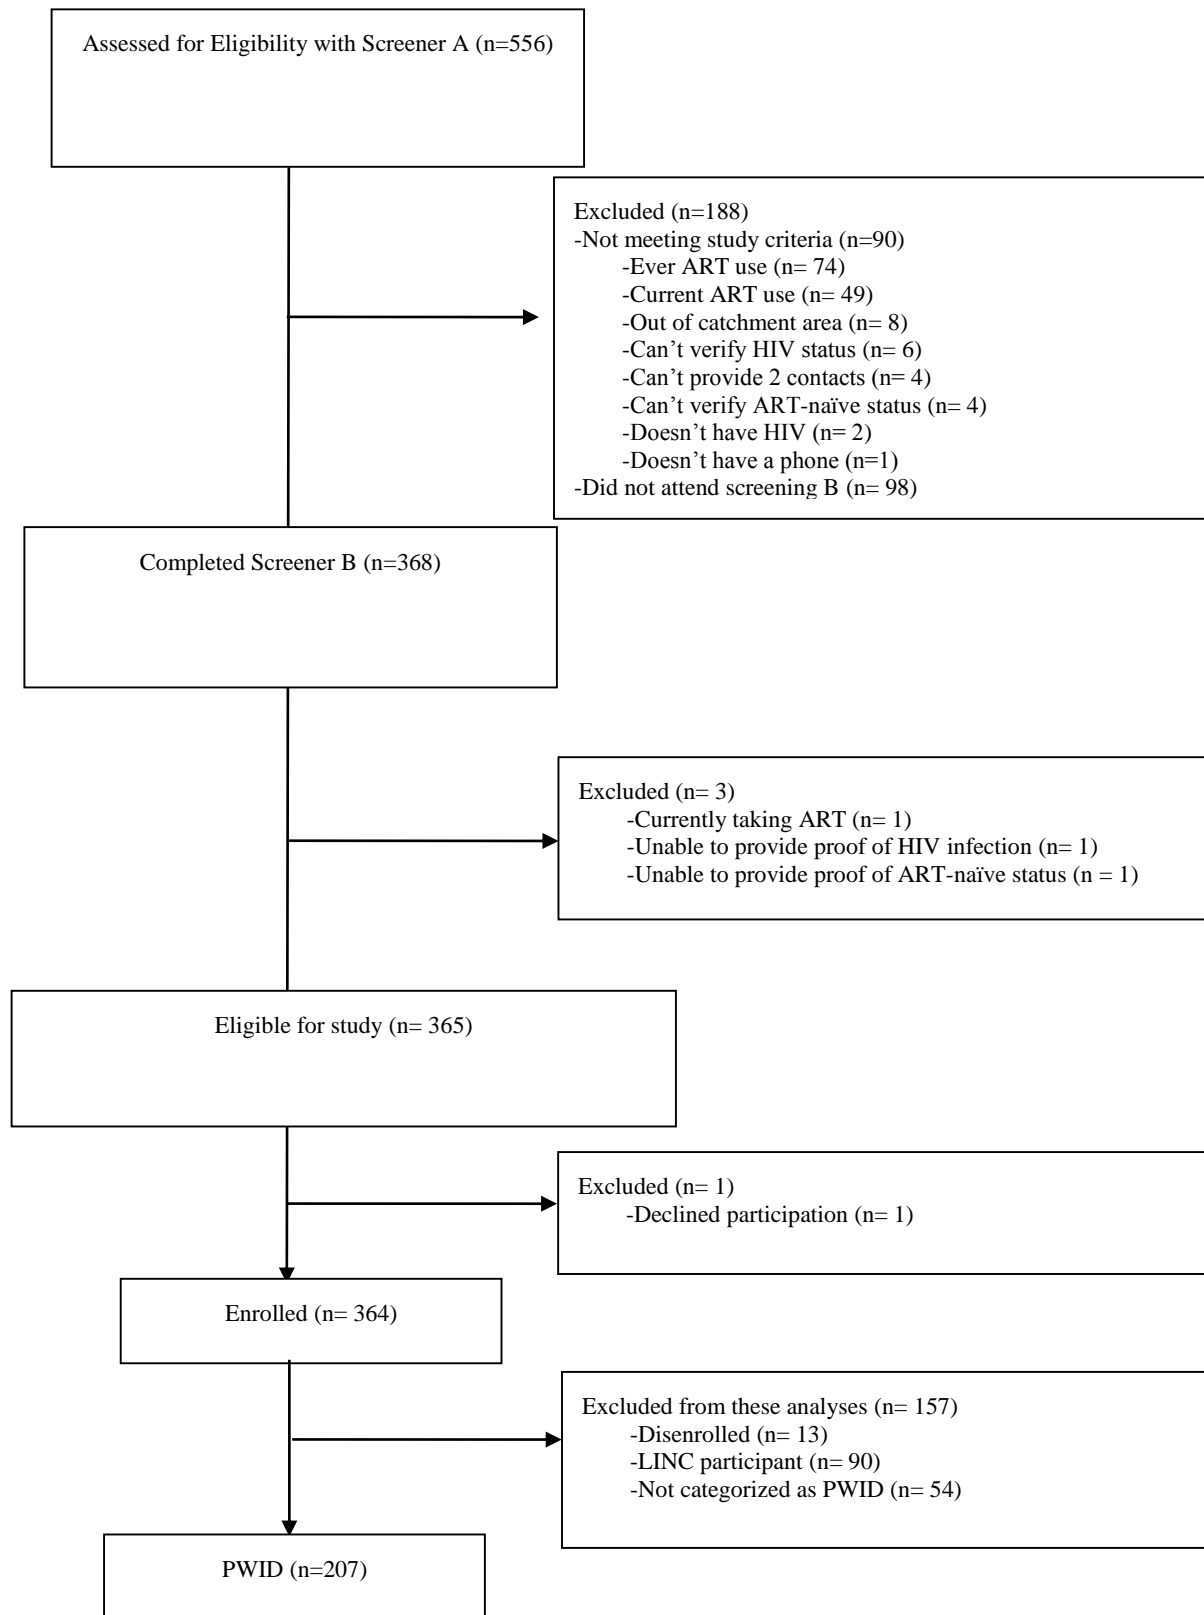 Assessed for Eligibility with Screener A (n=556)
Excluded (n=188)
-Not meeting study criteria (n=90)
-Ever ART use (n= 74)
-Current ART use (n= 49)
-Out of catchment area (n= 8)
-Can’t verify HIV status (n= 6)
-Can’t provide 2 contacts (n= 4)
-Can’t verify ART-naïve status (n= 4)
-Doesn’t have HIV (n= 2)
-Doesn’t have a phone (n=1)
-Did not attend screening B (n= 98)
Completed Screener B (n=368)
Excluded (n= 3)
-Currently taking ART (n= 1)
-Unable to provide proof of HIV infection (n= 1)
-Unable to provide proof of ART-naïve status (n = 1)
Eligible for study (n= 365)
Excluded (n= 1)
-Declined participation (n= 1)
Enrolled (n= 364)
Excluded from these analyses (n= 157)
-Disenrolled (n= 13)
-LINC participant (n= 90)
-Not categorized as PWID (n= 54)
PWID (n=207)